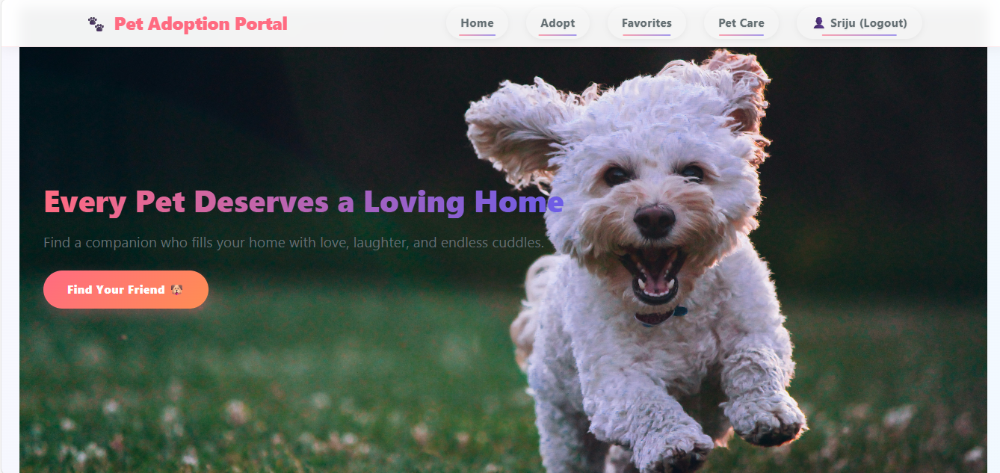 Pet Adoption Portal
Home
Adopt
Favorites
Pet Care
Sriju (Logout)
Every Pet Deserves a Loving Home
Find a companion who fills your home with love, laughter, and endless cuddles.
Find Your Friend 🐶